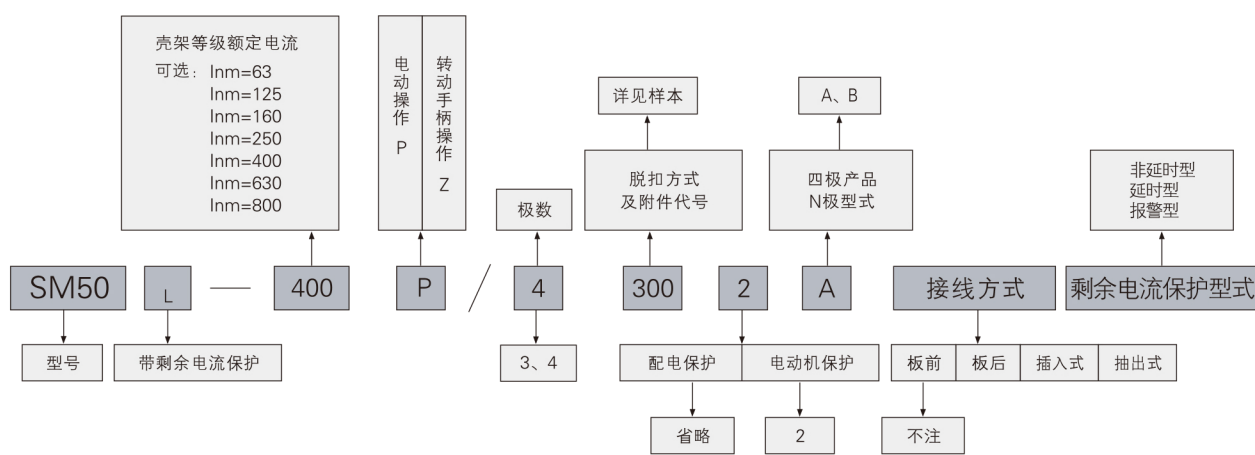 壳架等级额定电流
可选：Inm=63
Inm=125
Inm=160
Inm=250
Inm=400
Inm=630
Inm=800
电动操作 P
转动手柄操作 Z
详见样本
A、B
极数
脱扣方式
及附件代号
四极产品
N极型式
非延时型
延时型
报警型
SM50 L — 400 P / 4 300 2 A 接线方式 剩余电流保护型式
型号 带剩余电流保护 3、4 配电保护 电动机保护 板前 板后 插入式 抽出式
省略 2 不注